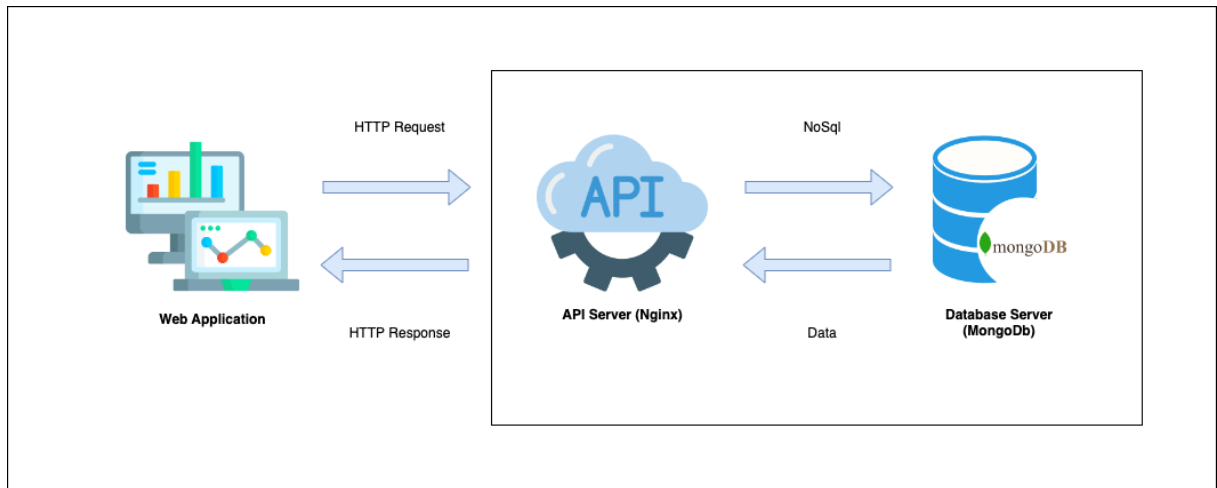 HTTP Request
NoSql
API
mongoDB
Web Application
API Server (Nginx)
Database Server
(MongoDb)
HTTP Response
Data